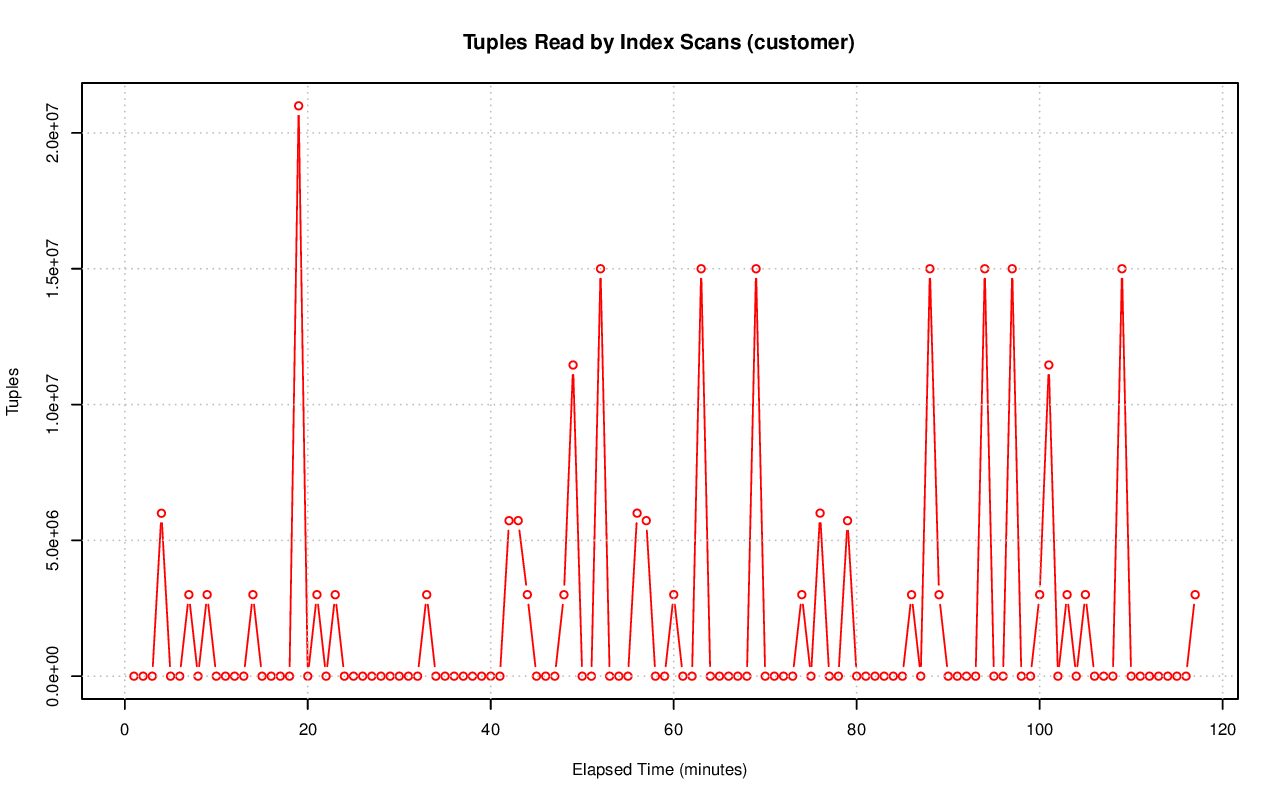 Tuples Read by Index Scans (customer)
Tuples
2.0e+07
1.5e+07
1.0e+07
5.0e+06
0.0e+00
0 20 40 60 80 100 120
Elapsed Time (minutes)